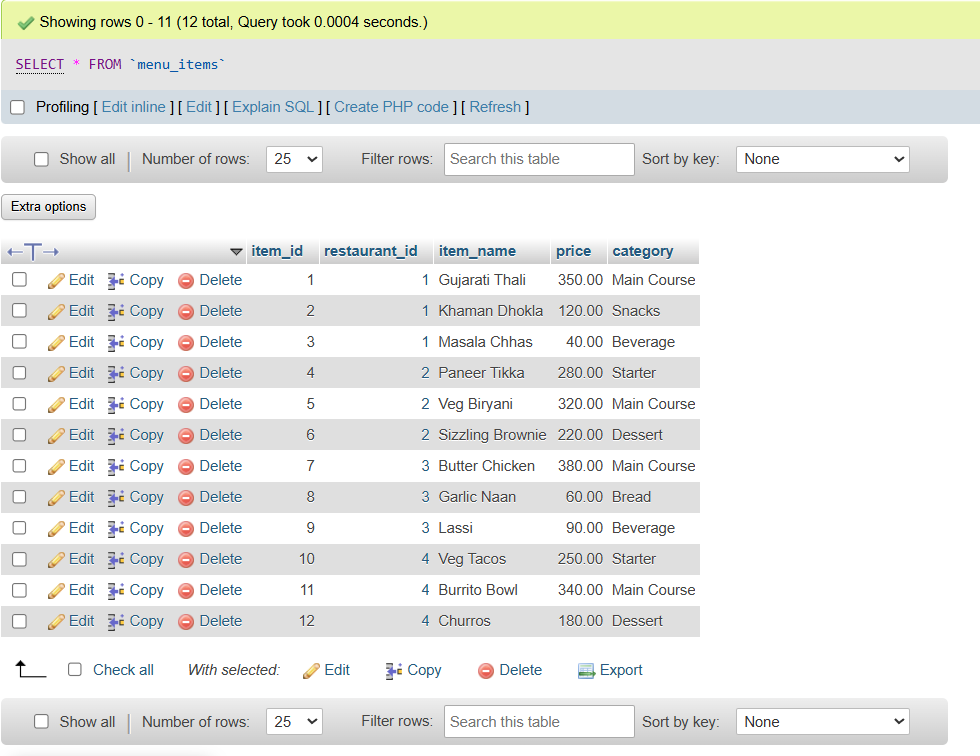 Showing rows 0 - 11 (12 total, Query took 0.0004 seconds.)
SELECT * FROM `menu_items`
Profiling [ Edit inline ] [ Edit ] [ Explain SQL ] [ Create PHP code ] [ Refresh ]
Show all | Number of rows: 25 Filter rows: Search this table Sort by key: None
Extra options
←T→ item_id restaurant_id item_name price category
Edit Copy Delete 1 1 Gujarati Thali 350.00 Main Course
Edit Copy Delete 2 1 Khaman Dhokla 120.00 Snacks
Edit Copy Delete 3 1 Masala Chhas 40.00 Beverage
Edit Copy Delete 4 2 Paneer Tikka 280.00 Starter
Edit Copy Delete 5 2 Veg Biryani 320.00 Main Course
Edit Copy Delete 6 2 Sizzling Brownie 220.00 Dessert
Edit Copy Delete 7 3 Butter Chicken 380.00 Main Course
Edit Copy Delete 8 3 Garlic Naan 60.00 Bread
Edit Copy Delete 9 3 Lassi 90.00 Beverage
Edit Copy Delete 10 4 Veg Tacos 250.00 Starter
Edit Copy Delete 11 4 Burrito Bowl 340.00 Main Course
Edit Copy Delete 12 4 Churros 180.00 Dessert
Check all With selected: Edit Copy Delete Export
Show all | Number of rows: 25 Filter rows: Search this table Sort by key: None